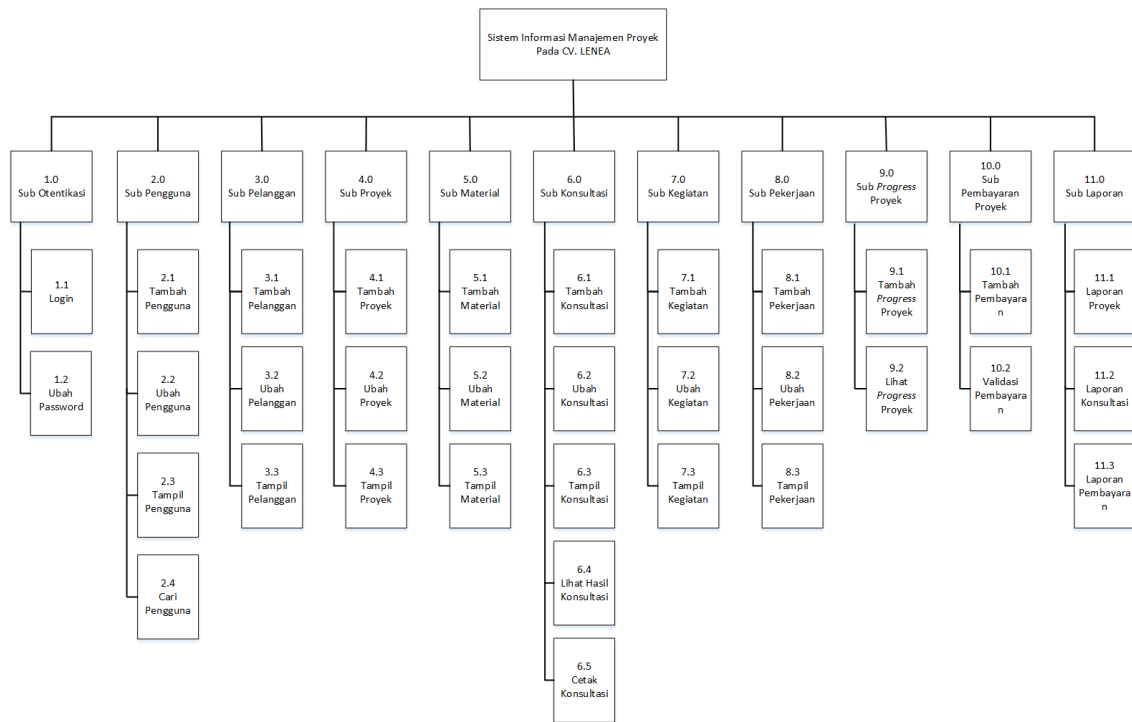 Sistem Informasi Manajemen Proyek
Pada CV. LENEA
1.0
Sub Otentikasi
2.0
Sub Pengguna
3.0
Sub Pelanggan
4.0
Sub Proyek
5.0
Sub Material
6.0
Sub Konsultasi
7.0
Sub Kegiatan
8.0
Sub Pekerjaan
9.0
Sub Progress
Proyek
10.0
Sub
Pembayaran
Proyek
11.0
Sub Laporan
1.1
Login
2.1
Tambah
Pengguna
3.1
Tambah
Pelanggan
4.1
Tambah
Proyek
5.1
Tambah
Material
6.1
Tambah
Konsultasi
7.1
Tambah
Kegiatan
8.1
Tambah
Pekerjaan
9.1
Tambah
Progress
Proyek
10.1
Tambah
Pembayara
n
11.1
Laporan
Proyek
1.2
Ubah
Password
2.2
Ubah
Pengguna
3.2
Ubah
Pelanggan
4.2
Ubah
Proyek
5.2
Ubah
Material
6.2
Ubah
Konsultasi
7.2
Ubah
Kegiatan
8.2
Ubah
Pekerjaan
9.2
Lihat
Progress
Proyek
10.2
Validasi
Pembayaran
11.2
Laporan
Konsultasi
2.3
Tampil
Pengguna
3.3
Tampil
Pelanggan
4.3
Tampil
Proyek
5.3
Tampil
Material
6.3
Tampil
Konsultasi
7.3
Tampil
Kegiatan
8.3
Tampil
Pekerjaan
11.3
Laporan
Pembayara
n
2.4
Cari
Pengguna
6.4
Lihat Hasil
Konsultasi
6.5
Cetak
Konsultasi